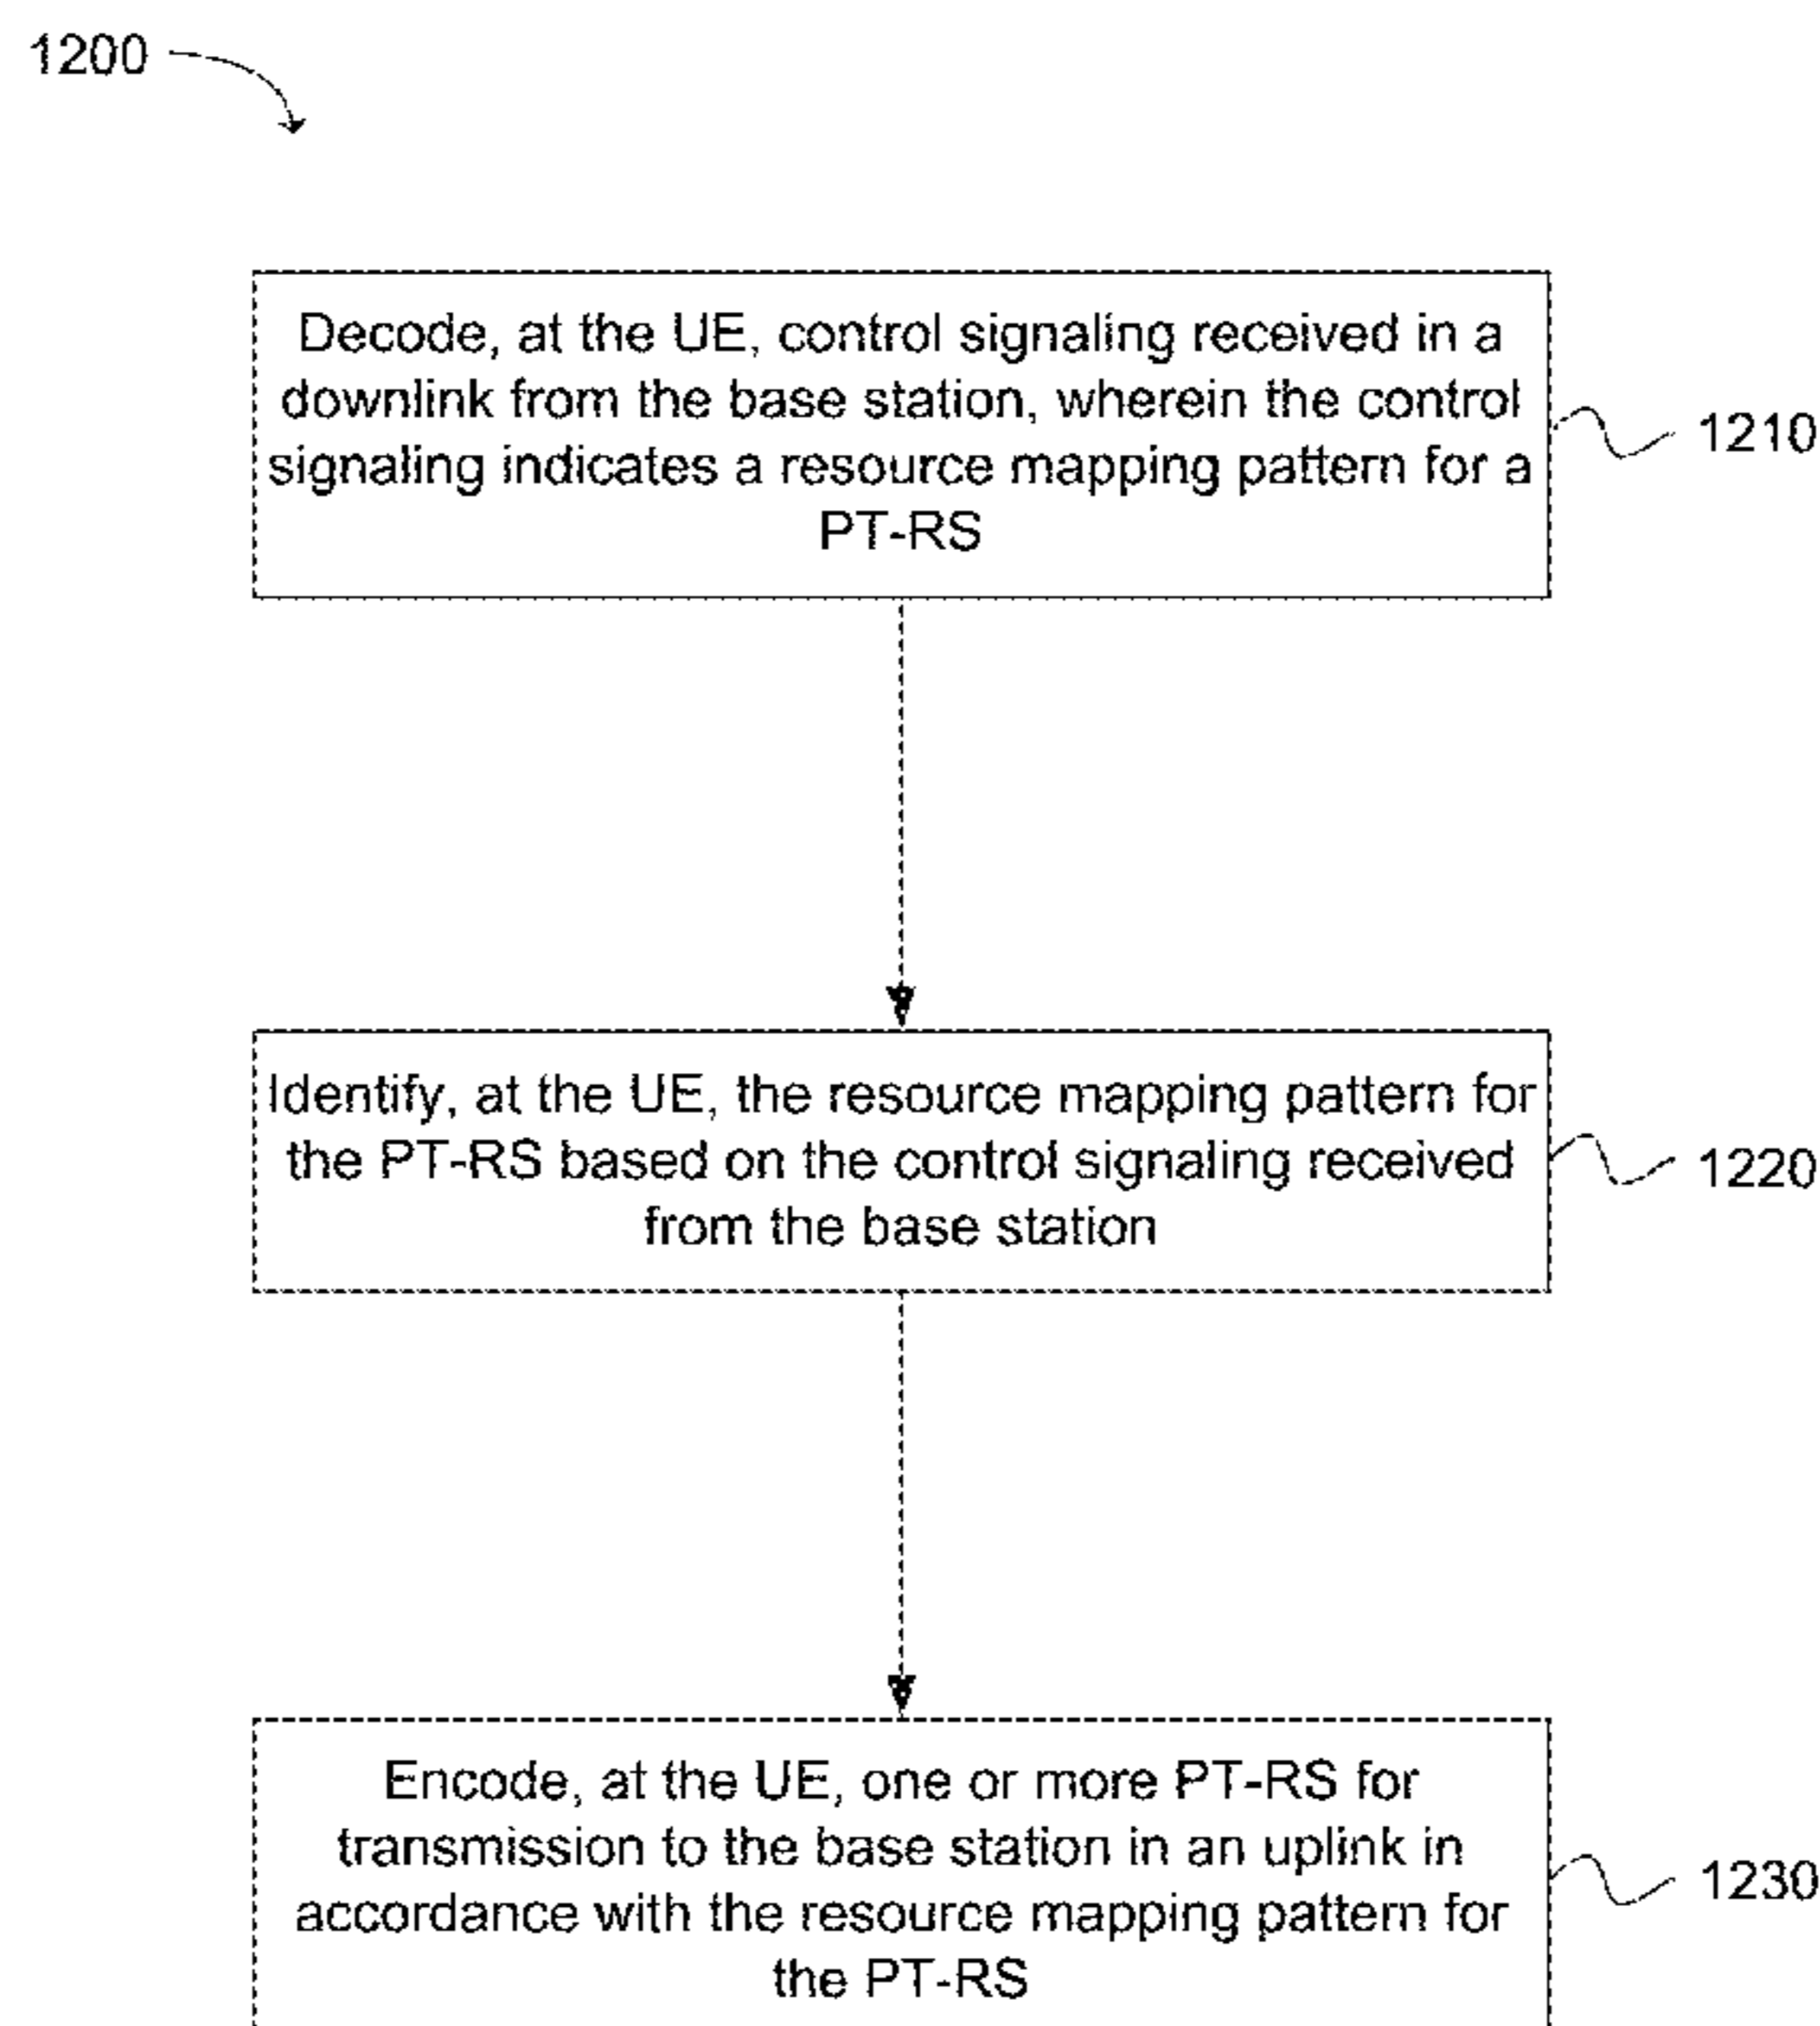 1200
Decode, at the UE, control signaling received in a
downlink from the base station, wherein the control
signaling indicates a resource mapping pattern for a
PT-RS
1210
Identify, at the UE, the resource mapping pattern for
the PT-RS based on the control signaling received
from the base station
1220
Encode, at the UE, one or more PT-RS for
transmission to the base station in an uplink in
accordance with the resource mapping pattern for
the PT-RS
1230